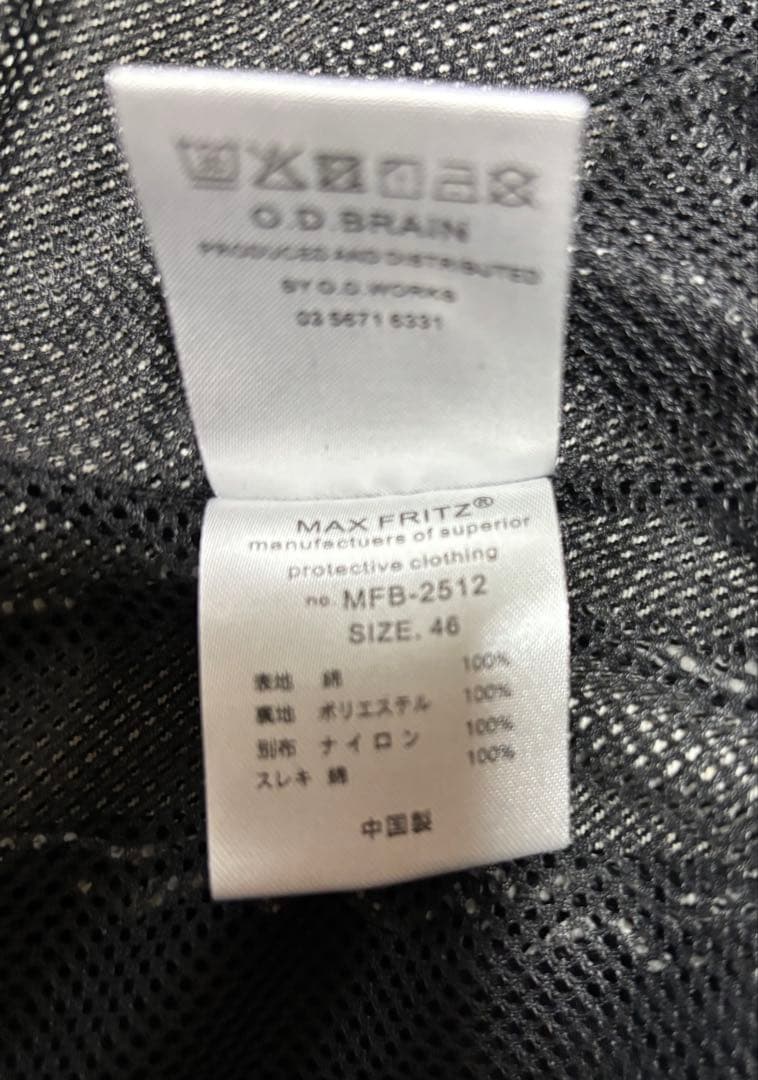 O.D.BRAIN
PRODUCED AND DISTRIBUTED
BY O.D.WORKS
03 5671 6331
MAX FRITZ®
manufactuers of superior
protective clothing
no. MFB-2512
SIZE. 46
表地 綿 100%
裏地 ポリエステル 100%
別布 ナイロン 100%
スレキ 綿 100%
中国製